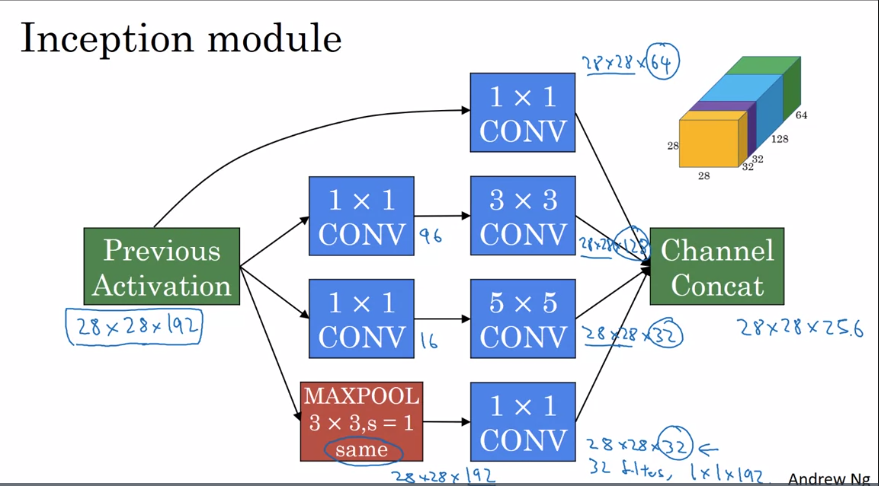 Inception module
28×28×64
1 × 1
CONV
64
128
32
32
28
28
1 × 1
CONV
96
3 × 3
CONV
28×28×128
Previous
Activation
28×28×192
Channel
Concat
28×28×256
1 × 1
CONV
16
5 × 5
CONV
28×28×32
MAXPOOL
3 × 3,s = 1
same
28×28×192
1 × 1
CONV
28×28×32 ←
32 filters, 1×1×192.
Andrew Ng